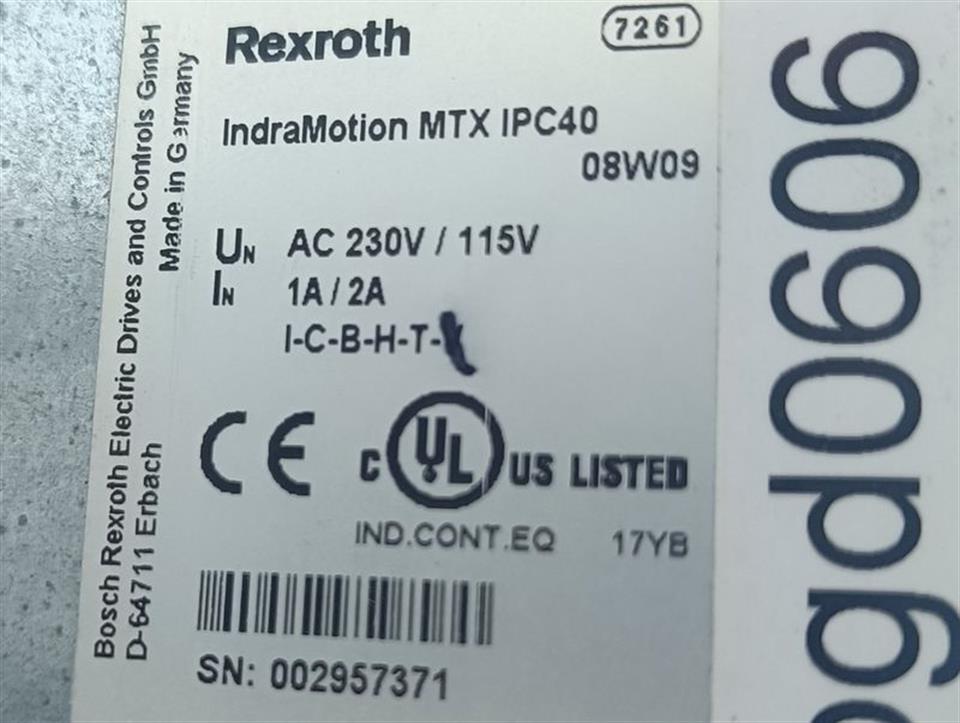 Rexroth
7261
IndraMotion MTX IPC40
08W09
UN AC 230V / 115V
IN 1A / 2A
I-C-B-H-T-
CE
C UL US LISTED
IND.CONT.EQ 17YB
SN: 002957371
Bosch Rexroth Electric Drives and Controls GmbH
D-64711 Erbach Made in Germany
gd0606